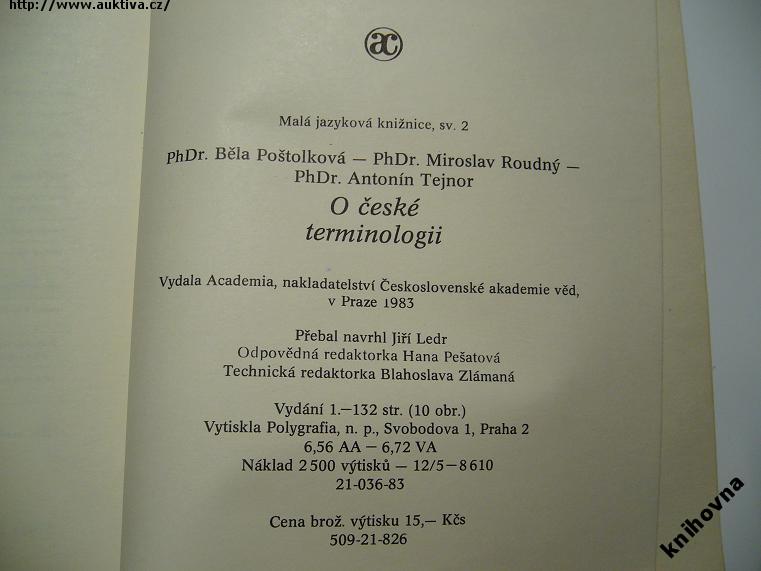 http://www.auktiva.cz/
ac
Malá jazyková knižnice, sv. 2
PhDr. Běla Poštolková — PhDr. Miroslav Roudný —
PhDr. Antonín Tejnor
O české
terminologii
Vydala Academia, nakladatelství Československé akademie věd,
v Praze 1983
Přebal navrhl Jiří Ledr
Odpovědná redaktorka Hana Pešatová
Technická redaktorka Blahoslava Zlámaná
Vydání 1.—132 str. (10 obr.)
Vytiskla Polygrafia, n. p., Svobodova 1, Praha 2
6,56 AA — 6,72 VA
Náklad 2 500 výtisků — 12/5—8610
21-036-83
Cena brož. výtisku 15,— Kčs
509-21-826
knihovna